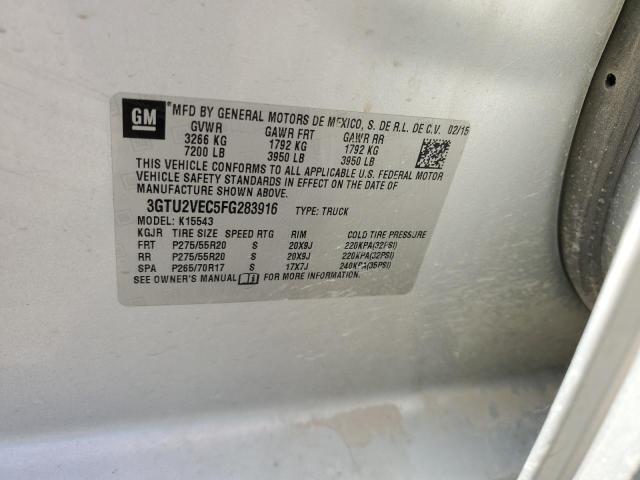 GM
*MFD BY GENERAL MOTORS DE MEXICO, S. DE R.L. DE C.V. 02/15
GVWR GAWR FRT GAWR RR
3266 KG 1792 KG 1792 KG
7200 LB 3950 LB 3950 LB
THIS VEHICLE CONFORMS TO ALL APPLICABLE U.S. FEDERAL MOTOR
VEHICLE SAFETY STANDARDS IN EFFECT ON THE DATE OF
MANUFACTURE SHOWN ABOVE.
3GTU2VEC5FG283916 TYPE: TRUCK
MODEL: K15543
KGJR TIRE SIZE SPEED RTG RIM COLD TIRE PRESSURE
FRT P275/55R20 S 20X9J 220KPA(32PSI)
RR P275/55R20 S 20X9J 220KPA(32PSI)
SPA P265/70R17 S 17X7J 240KPA(35PSI)
SEE OWNER'S MANUAL FOR MORE INFORMATION.